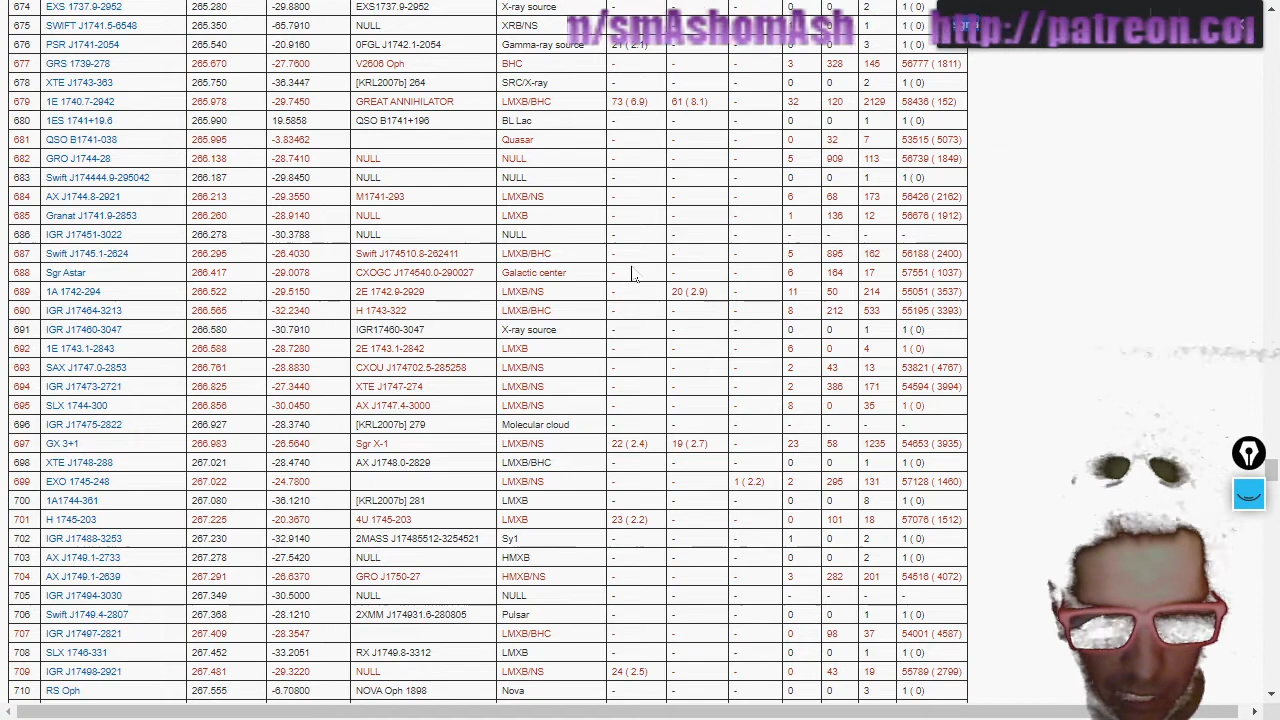 674 EXS 1737.9-2952 265.280 -29.8800 EXS1737.9-2952 X-ray source 0 0 2 1 ( 0)
675 SWIFT J1741.5-6548 265.350 -65.7910 NULL XRB/NS 1 1 ( 0)
676 PSR J1741-2054 265.540 -20.9160 0FGL J1742.1-2054 Gamma-ray source 21 ( 2.1) - - 0 0 3 1 ( 0)
n/smAshomAsh http://patreon.com
677 GRS 1739-278 265.670 -27.7600 V2606 Oph BHC - - - 3 328 145 56777 ( 1811)
678 XTE J1743-363 265.750 -36.3447 [KRL2007b] 264 SRC/X-ray - - - 0 0 2 1 ( 0)
679 1E 1740.7-2942 265.978 -29.7450 GREAT ANNIHILATOR LMXB/BHC 73 ( 6.9) 61 ( 8.1) - 32 120 2129 58436 ( 152)
680 1ES 1741+19.6 265.990 19.5858 QSO B1741+196 BL Lac - - - 0 0 1 1 ( 0)
681 QSO B1741-038 265.995 -3.83462 Quasar - - - 0 32 7 53515 ( 5073)
682 GRO J1744-28 266.138 -28.7410 NULL NULL - - - 5 909 113 56739 ( 1849)
683 Swift J174444.9-295042 266.187 -29.8450 NULL NULL - - - 0 0 1 1 ( 0)
684 AX J1744.8-2921 266.213 -29.3550 M1741-293 LMXB/NS - - - 6 68 173 56426 ( 2162)
685 Granat J1741.9-2853 266.260 -28.9140 NULL LMXB - - - 1 136 12 56676 ( 1912)
686 IGR J17451-3022 266.278 -30.3788 NULL NULL - - - - - - -
687 Swift J1745.1-2624 266.295 -26.4030 Swift J174510.8-262411 LMXB/BHC - - - 5 895 162 56188 ( 2400)
688 Sgr Astar 266.417 -29.0078 CXOGC J174540.0-290027 Galactic center - - - 6 164 17 57551 ( 1037)
689 1A 1742-294 266.522 -29.5150 2E 1742.9-2929 LMXB/NS - 20 ( 2.9) - 11 50 214 55051 ( 3537)
690 IGR J17464-3213 266.565 -32.2340 H 1743-322 LMXB/BHC - - - 8 212 533 55195 ( 3393)
691 IGR J17460-3047 266.580 -30.7910 IGR17460-3047 X-ray source - - - 0 0 1 1 ( 0)
692 1E 1743.1-2843 266.588 -28.7280 2E 1743.1-2842 LMXB - - - 6 0 4 1 ( 0)
693 SAX J1747.0-2853 266.761 -28.8830 CXOU J174702.5-285258 LMXB/NS - - - 2 43 13 53821 ( 4767)
694 IGR J17473-2721 266.825 -27.3440 XTE J1747-274 LMXB/NS - - - 2 386 171 54594 ( 3994)
695 SLX 1744-300 266.856 -30.0450 AX J1747.4-3000 LMXB/NS - - - 8 0 35 1 ( 0)
696 IGR J17475-2822 266.927 -28.3740 [KRL2007b] 279 Molecular cloud - - - - - - -
697 GX 3+1 266.983 -26.5640 Sgr X-1 LMXB/NS 22 ( 2.4) 19 ( 2.7) - 23 58 1235 54653 ( 3935)
698 XTE J1748-288 267.021 -28.4740 AX J1748.0-2829 LMXB/BHC - - - 0 0 1 1 ( 0)
699 EXO 1745-248 267.022 -24.7800 LMXB/NS - - 1 ( 2.2) 2 295 131 57128 ( 1460)
700 1A1744-361 267.080 -36.1210 [KRL2007b] 281 LMXB - - - 0 0 8 1 ( 0)
701 H 1745-203 267.225 -20.3670 4U 1745-203 LMXB 23 ( 2.2) - - 0 101 18 57076 ( 1512)
702 IGR J17488-3253 267.230 -32.9140 2MASS J17485512-3254521 Sy1 - - - 1 0 2 1 ( 0)
703 AX J1749.1-2733 267.278 -27.5420 NULL HMXB - - - 0 0 2 1 ( 0)
704 AX J1749.1-2639 267.291 -26.6370 GRO J1750-27 HMXB/NS - - - 3 282 201 54516 ( 4072)
705 IGR J17494-3030 267.349 -30.5000 NULL NULL - - - - - - -
706 Swift J1749.4-2807 267.368 -28.1210 2XMM J174931.6-280805 Pulsar - - - 0 0 1 1 ( 0)
707 IGR J17497-2821 267.409 -28.3547 LMXB/BHC - - - 0 98 37 54001 ( 4587)
708 SLX 1746-331 267.452 -33.2051 RX J1749.8-3312 LMXB - - - 0 0 1 1 ( 0)
709 IGR J17498-2921 267.481 -29.3220 NULL LMXB/NS 24 ( 2.5) - - 0 43 19 55789 ( 2799)
710 RS Oph 267.555 -6.70800 NOVA Oph 1898 Nova - - - 0 0 3 1 ( 0)